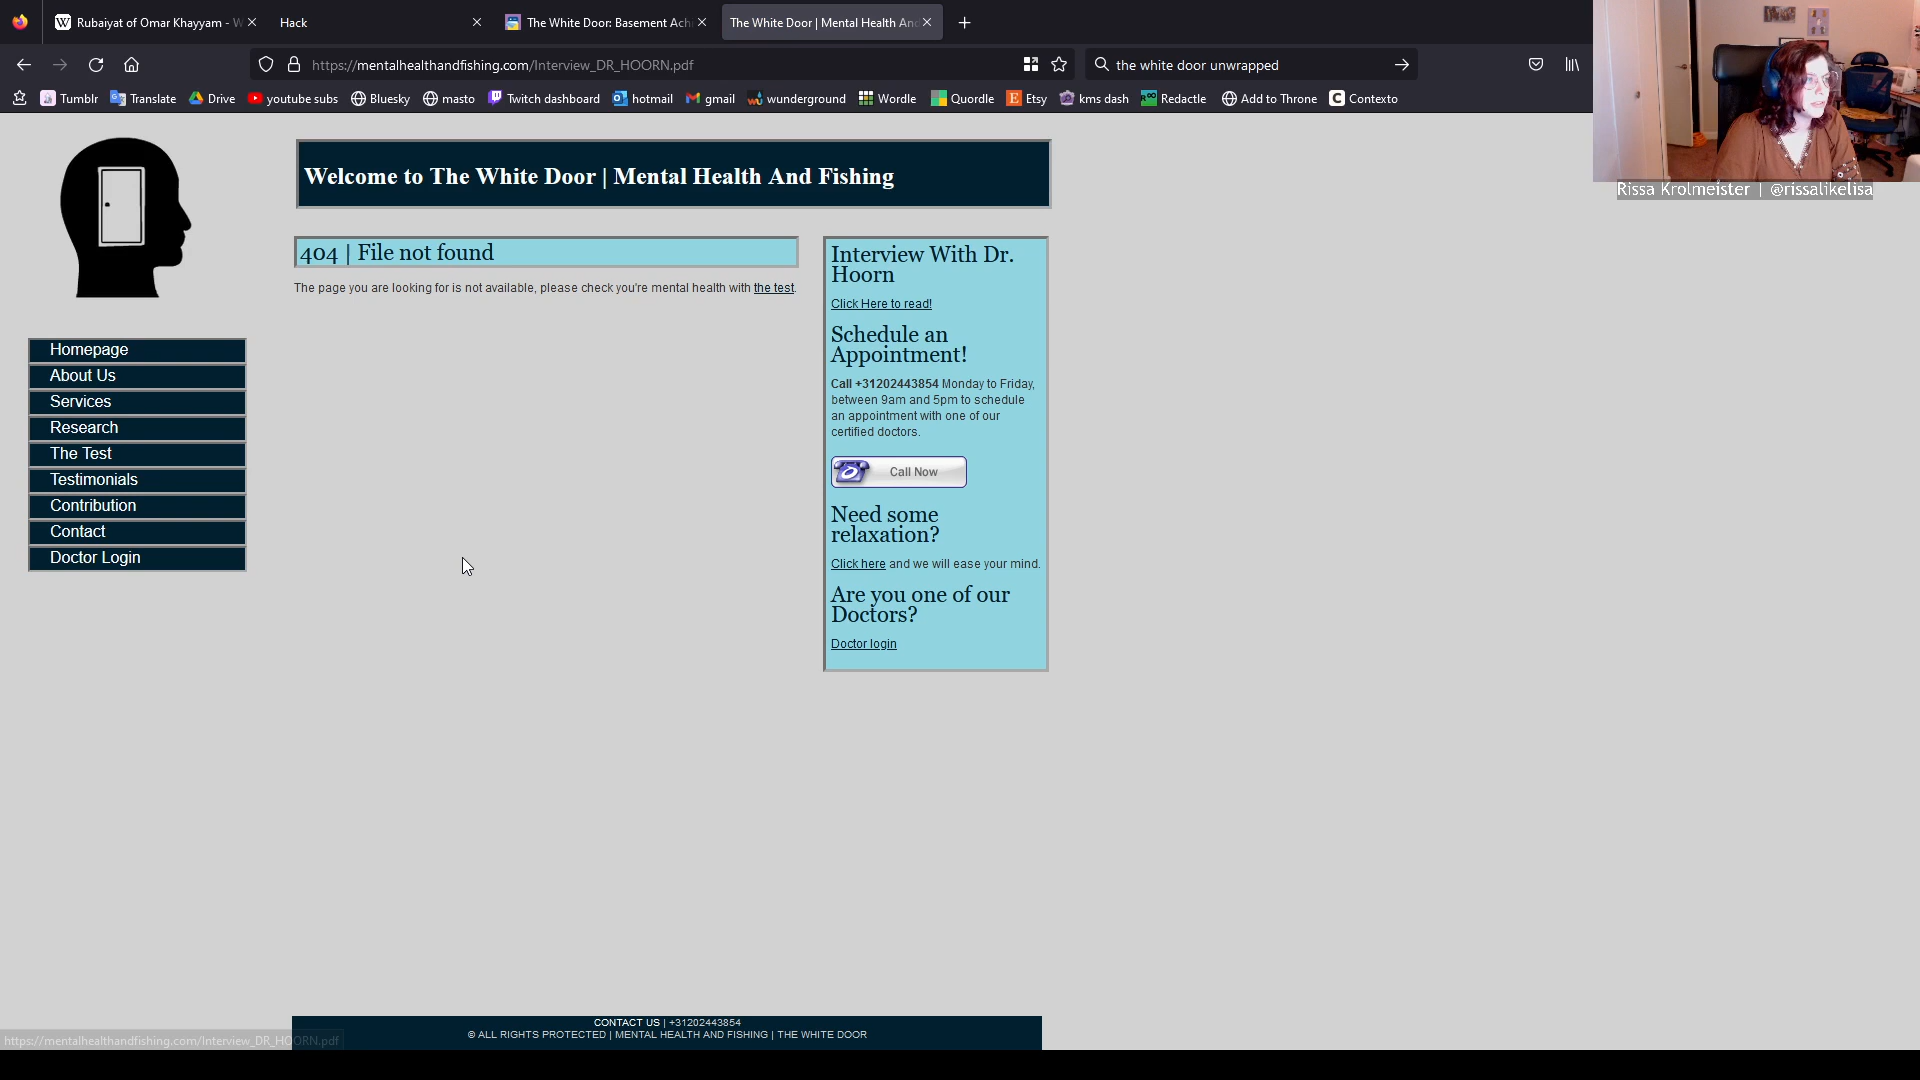 Rubaiyat of Omar Khayyam - W
Hack
The White Door: Basement Achi
The White Door | Mental Health And
https://mentalhealthandfishing.com/Interview_DR_HOORN.pdf
the white door unwrapped
Tumblr
Translate
Drive
youtube subs
Bluesky
masto
Twitch dashboard
hotmail
gmail
wunderground
Wordle
Quordle
Etsy
kms dash
Redactle
Add to Throne
Contexto
Rissa Krolmeister | @rissalikelisa
Welcome to The White Door | Mental Health And Fishing
Homepage
About Us
Services
Research
The Test
Testimonials
Contribution
Contact
Doctor Login
404 | File not found
The page you are looking for is not available, please check you're mental health with the test.
Interview With Dr.
Hoorn
Click Here to read!
Schedule an
Appointment!
Call +31202443854 Monday to Friday,
between 9am and 5pm to schedule
an appointment with one of our
certified doctors.
Call Now
Need some
relaxation?
Click here and we will ease your mind.
Are you one of our
Doctors?
Doctor login
CONTACT US | +31202443854
© ALL RIGHTS PROTECTED | MENTAL HEALTH AND FISHING | THE WHITE DOOR
https://mentalhealthandfishing.com/Interview_DR_HOORN.pdf